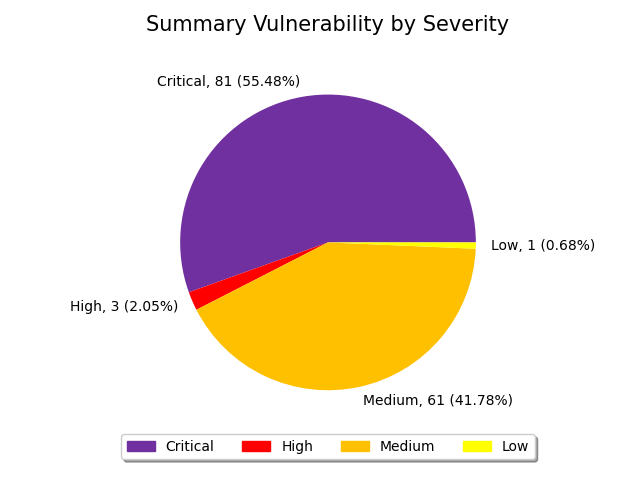 Summary Vulnerability by Severity
Critical, 81 (55.48%)
Low, 1 (0.68%)
High, 3 (2.05%)
Medium, 61 (41.78%)
Critical High Medium Low